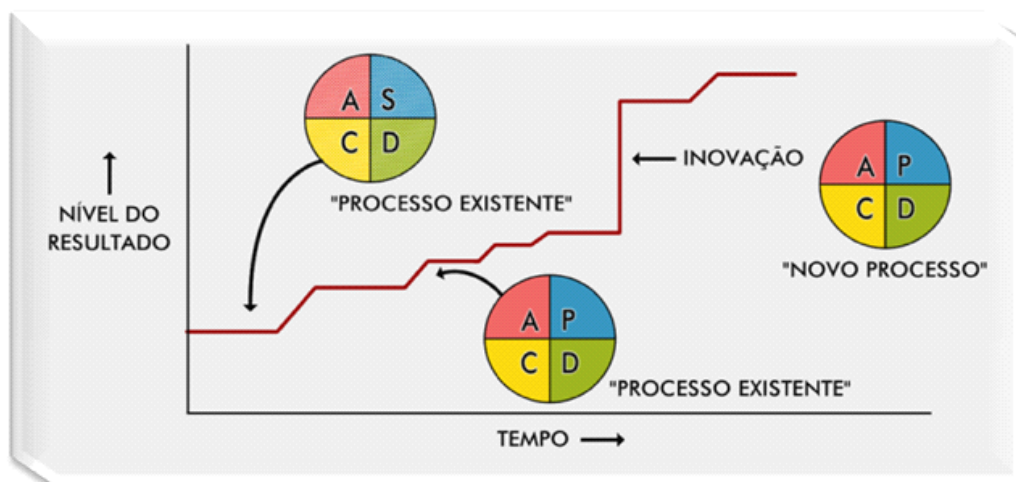 A S
C D
"PROCESSO EXISTENTE"
INOVAÇÃO
A P
C D
"NOVO PROCESSO"
NÍVEL DO
RESULTADO
A P
C D
"PROCESSO EXISTENTE"
TEMPO